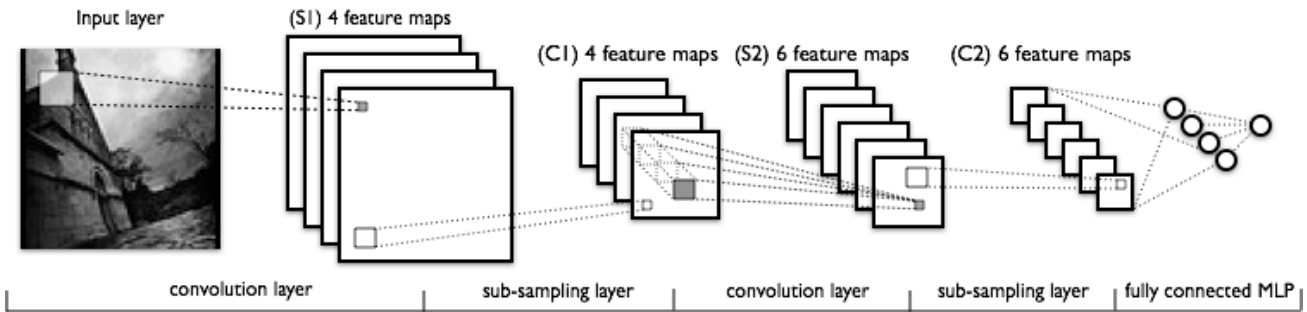 Input layer
(S1) 4 feature maps
(C1) 4 feature maps
(S2) 6 feature maps
(C2) 6 feature maps
convolution layer
sub-sampling layer
convolution layer
sub-sampling layer
fully connected MLP